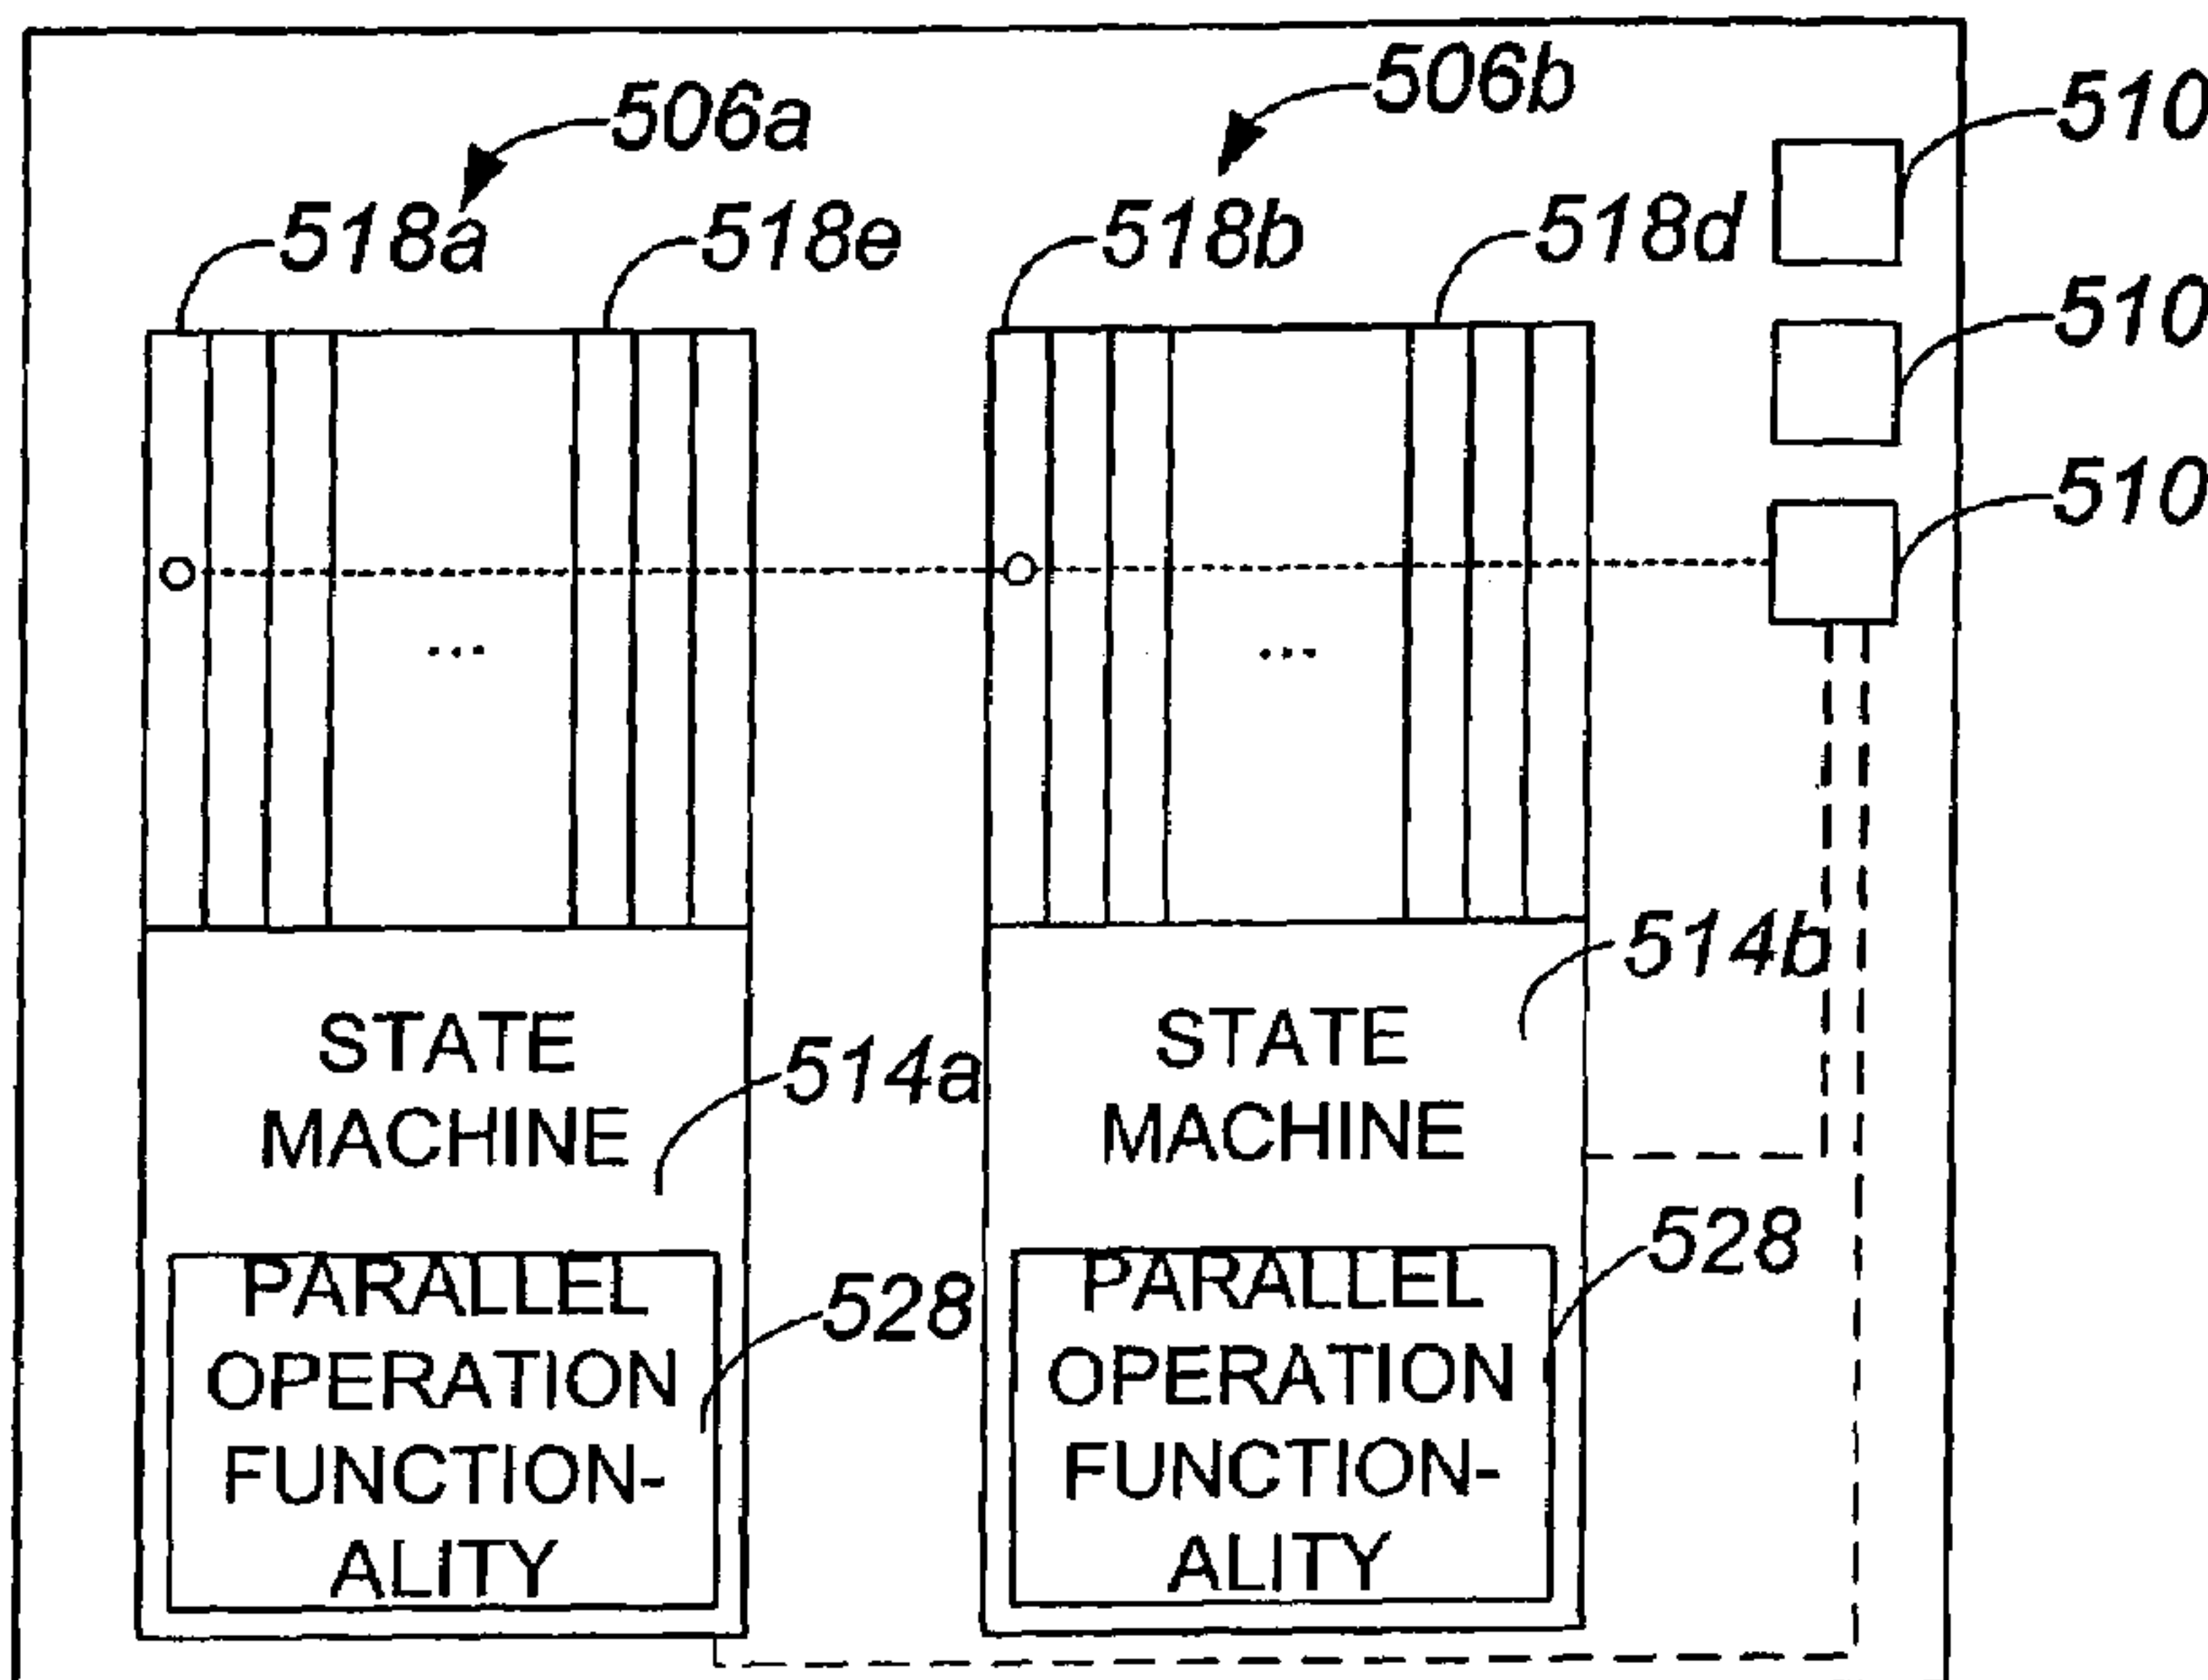 506a
506b
510
518a
518e
518b
518d
510
510
...
...
514b
STATE
MACHINE
514a
STATE
MACHINE
528
PARALLEL
OPERATION
FUNCTION-
ALITY
528
PARALLEL
OPERATION
FUNCTION-
ALITY